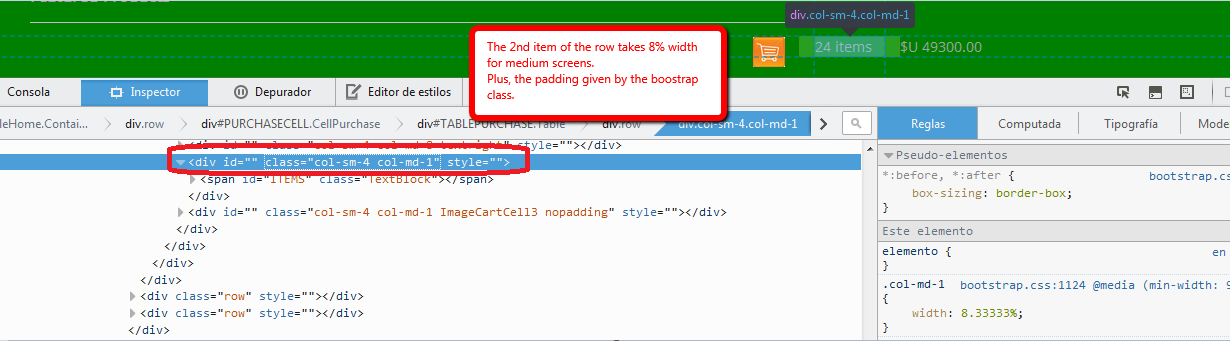 div.col-sm-4.col-md-1
The 2nd item of the row takes 8% width
for medium screens.
Plus, the padding given by the boostrap
class.
24 items
$U 49300.00
Consola
Inspector
Depurador
Editor de estilos
leHome.Contai...
div.row
div#PURCHASECELL.CellPurchase
div#TABLEPURCHASE.Table
div.row
div.col-sm-4.col-md-1
Reglas
Computada
Tipografía
Mode
</div>
<div id="" class="col-sm-4 col-md-1" style="">
<span id="ITEMS" class="TextBlock"></span>
</div>
<div id="" class="col-sm-4 col-md-1 ImageCartCell3 nopadding" style=""></div>
</div>
</div>
</div>
</div>
<div class="row" style=""></div>
<div class="row" style=""></div>
</div>
Pseudo-elementos
*:before, *:after {
bootstrap.cs
box-sizing: border-box;
}
Este elemento
elemento {
en
}
.col-md-1
bootstrap.css:1124 @media (min-width: 9
{
width: 8.33333%;
}